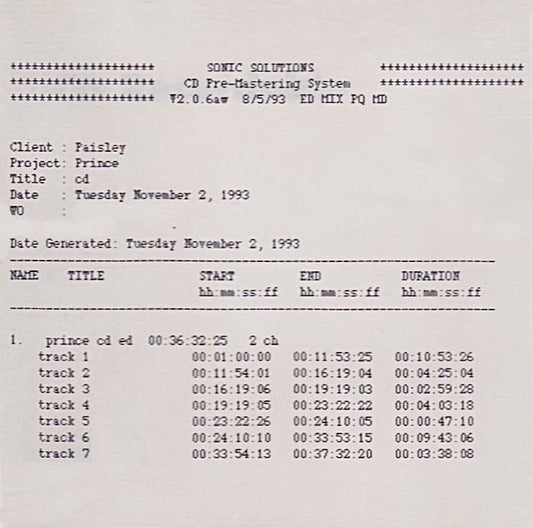 ******************** SONIC SOLUTIONS ********************
******************** CD Pre-Mastering System ********************
******************** V2.0.6aw 8/5/93 ED MIX PQ MD
Client : Paisley
Project: Prince
Title : cd
Date : Tuesday November 2, 1993
WO :
Date Generated: Tuesday November 2, 1993
NAME TITLE START END DURATION
hh:mm:ss:ff hh:mm:ss:ff hh:mm:ss:ff
1. prince cd ed 00:36:32:25 2 ch
track 1 00:01:00:00 00:11:53:25 00:10:53:26
track 2 00:11:54:01 00:16:19:04 00:04:25:04
track 3 00:16:19:06 00:19:19:03 00:02:59:28
track 4 00:19:19:05 00:23:22:22 00:04:03:18
track 5 00:23:22:26 00:24:10:05 00:00:47:10
track 6 00:24:10:10 00:33:53:15 00:09:43:06
track 7 00:33:54:13 00:37:32:20 00:03:38:08